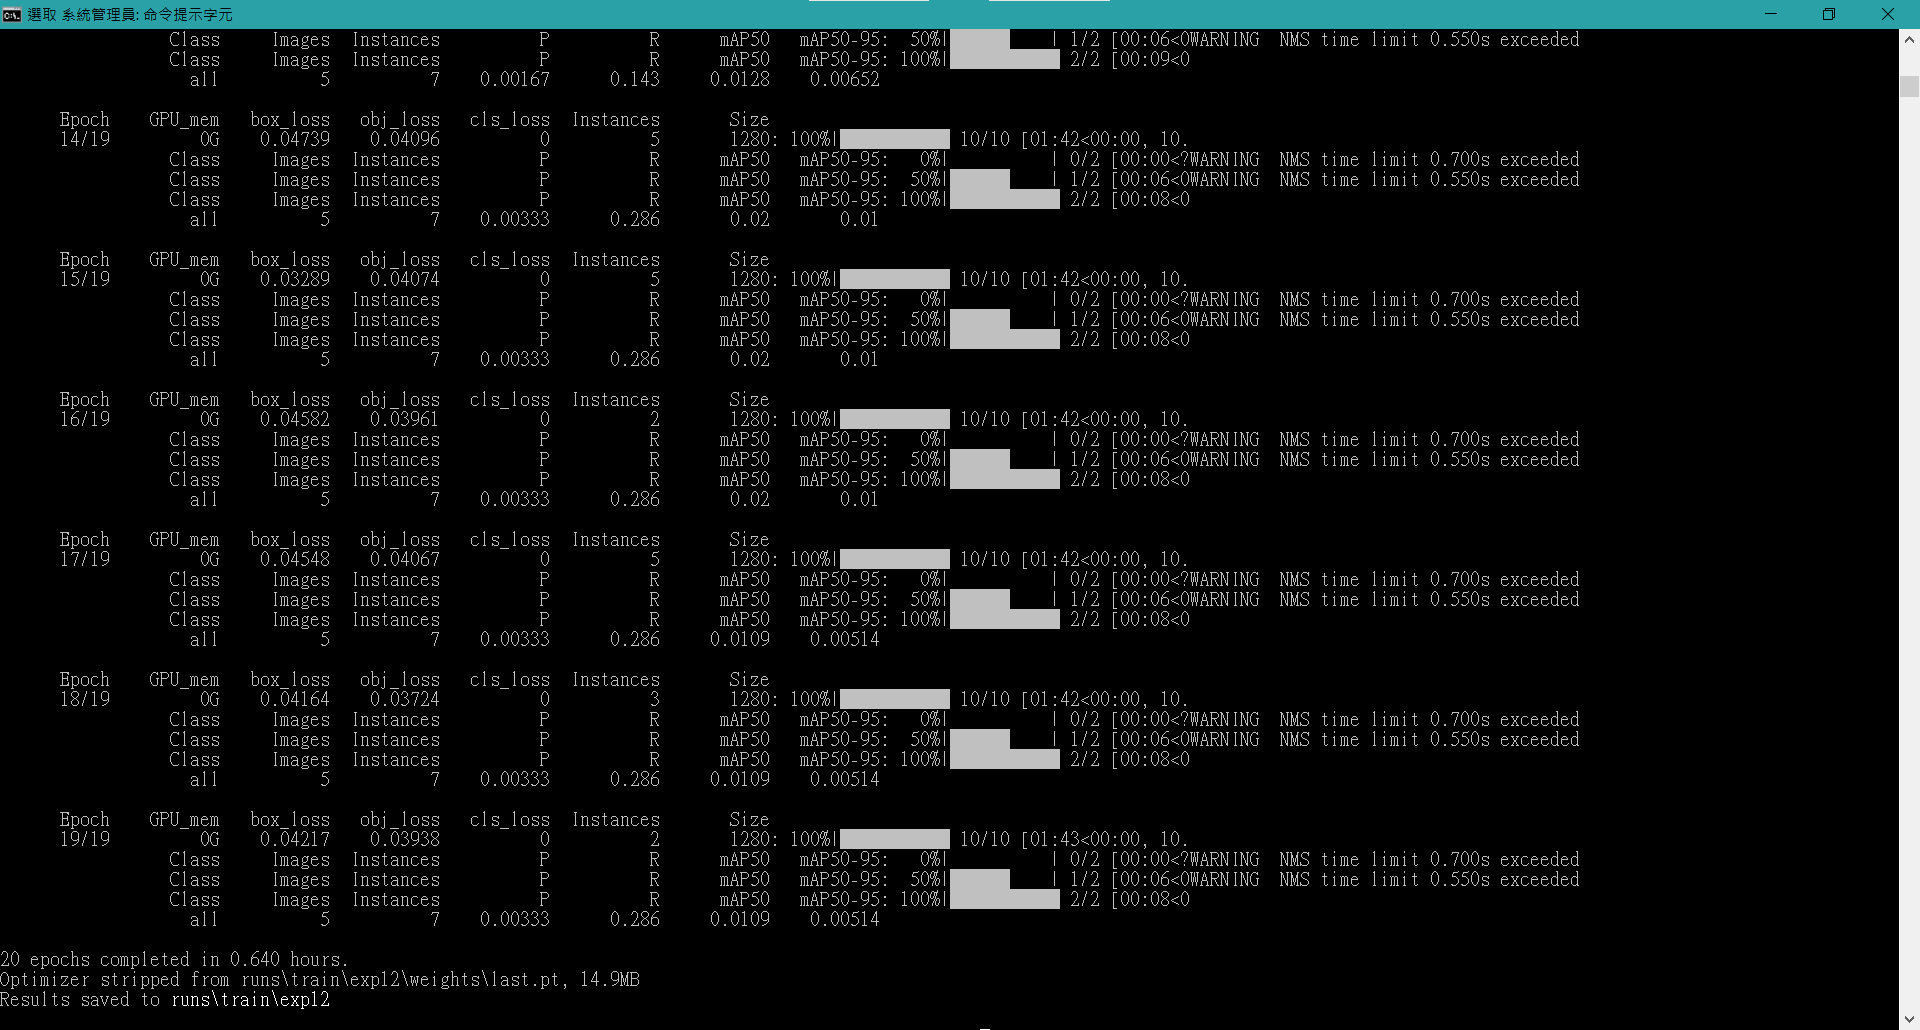 選取 系統管理員: 命令提示字元
Class Images Instances P R mAP50 mAP50-95: 50%| | 1/2 [00:06<0WARNING NMS time limit 0.550s exceeded
Class Images Instances P R mAP50 mAP50-95: 100%| 2/2 [00:09<0
all 5 7 0.00167 0.143 0.0128 0.00652
Epoch GPU_mem box_loss obj_loss cls_loss Instances Size
14/19 0G 0.04739 0.04096 0 5 1280: 100%| 10/10 [01:42<00:00, 10.
Class Images Instances P R mAP50 mAP50-95: 0%| | 0/2 [00:00<?WARNING NMS time limit 0.700s exceeded
Class Images Instances P R mAP50 mAP50-95: 50%| | 1/2 [00:06<0WARNING NMS time limit 0.550s exceeded
Class Images Instances P R mAP50 mAP50-95: 100%| 2/2 [00:08<0
all 5 7 0.00333 0.286 0.02 0.01
Epoch GPU_mem box_loss obj_loss cls_loss Instances Size
15/19 0G 0.03289 0.04074 0 5 1280: 100%| 10/10 [01:42<00:00, 10.
Class Images Instances P R mAP50 mAP50-95: 0%| | 0/2 [00:00<?WARNING NMS time limit 0.700s exceeded
Class Images Instances P R mAP50 mAP50-95: 50%| | 1/2 [00:06<0WARNING NMS time limit 0.550s exceeded
Class Images Instances P R mAP50 mAP50-95: 100%| 2/2 [00:08<0
all 5 7 0.00333 0.286 0.02 0.01
Epoch GPU_mem box_loss obj_loss cls_loss Instances Size
16/19 0G 0.04582 0.03961 0 2 1280: 100%| 10/10 [01:42<00:00, 10.
Class Images Instances P R mAP50 mAP50-95: 0%| | 0/2 [00:00<?WARNING NMS time limit 0.700s exceeded
Class Images Instances P R mAP50 mAP50-95: 50%| | 1/2 [00:06<0WARNING NMS time limit 0.550s exceeded
Class Images Instances P R mAP50 mAP50-95: 100%| 2/2 [00:08<0
all 5 7 0.00333 0.286 0.02 0.01
Epoch GPU_mem box_loss obj_loss cls_loss Instances Size
17/19 0G 0.04548 0.04067 0 5 1280: 100%| 10/10 [01:42<00:00, 10.
Class Images Instances P R mAP50 mAP50-95: 0%| | 0/2 [00:00<?WARNING NMS time limit 0.700s exceeded
Class Images Instances P R mAP50 mAP50-95: 50%| | 1/2 [00:06<0WARNING NMS time limit 0.550s exceeded
Class Images Instances P R mAP50 mAP50-95: 100%| 2/2 [00:08<0
all 5 7 0.00333 0.286 0.0109 0.00514
Epoch GPU_mem box_loss obj_loss cls_loss Instances Size
18/19 0G 0.04164 0.03724 0 3 1280: 100%| 10/10 [01:42<00:00, 10.
Class Images Instances P R mAP50 mAP50-95: 0%| | 0/2 [00:00<?WARNING NMS time limit 0.700s exceeded
Class Images Instances P R mAP50 mAP50-95: 50%| | 1/2 [00:06<0WARNING NMS time limit 0.550s exceeded
Class Images Instances P R mAP50 mAP50-95: 100%| 2/2 [00:08<0
all 5 7 0.00333 0.286 0.0109 0.00514
Epoch GPU_mem box_loss obj_loss cls_loss Instances Size
19/19 0G 0.04217 0.03938 0 2 1280: 100%| 10/10 [01:43<00:00, 10.
Class Images Instances P R mAP50 mAP50-95: 0%| | 0/2 [00:00<?WARNING NMS time limit 0.700s exceeded
Class Images Instances P R mAP50 mAP50-95: 50%| | 1/2 [00:06<0WARNING NMS time limit 0.550s exceeded
Class Images Instances P R mAP50 mAP50-95: 100%| 2/2 [00:08<0
all 5 7 0.00333 0.286 0.0109 0.00514
20 epochs completed in 0.640 hours.
Optimizer stripped from runs\train\exp12\weights\last.pt, 14.9MB
Results saved to runs\train\exp12